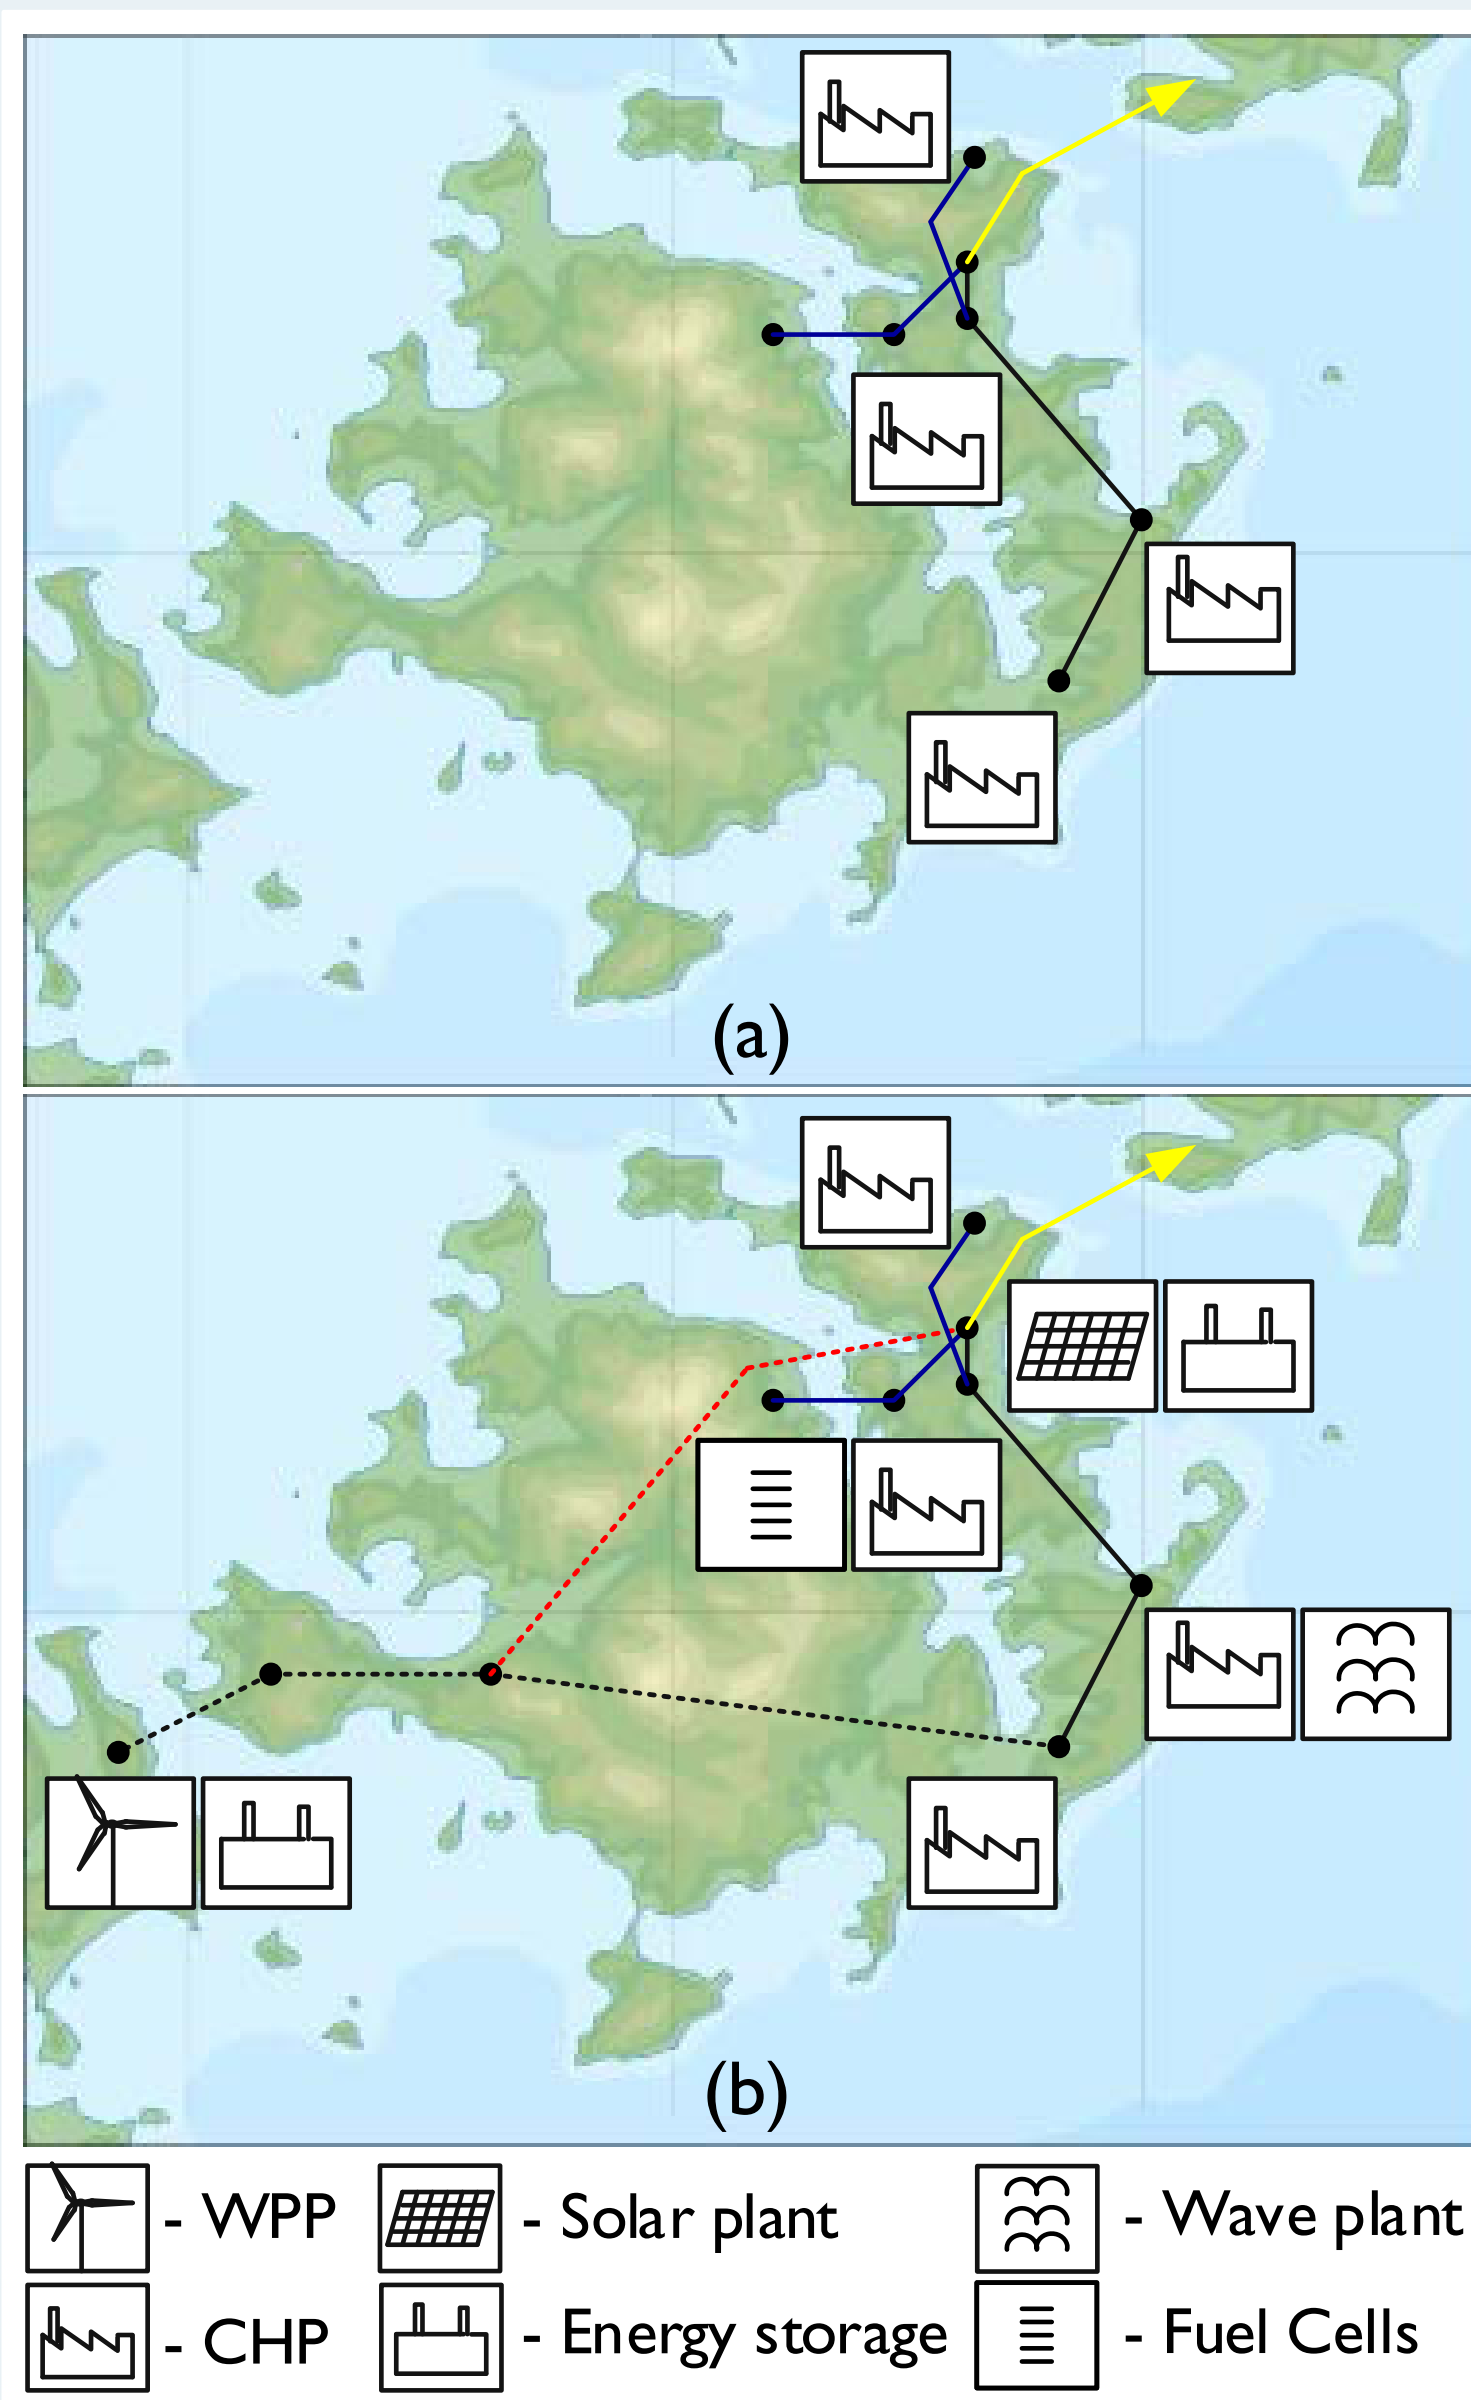 (a)
(b)
- WPP - Solar plant - Wave plant
- CHP - Energy storage - Fuel Cells